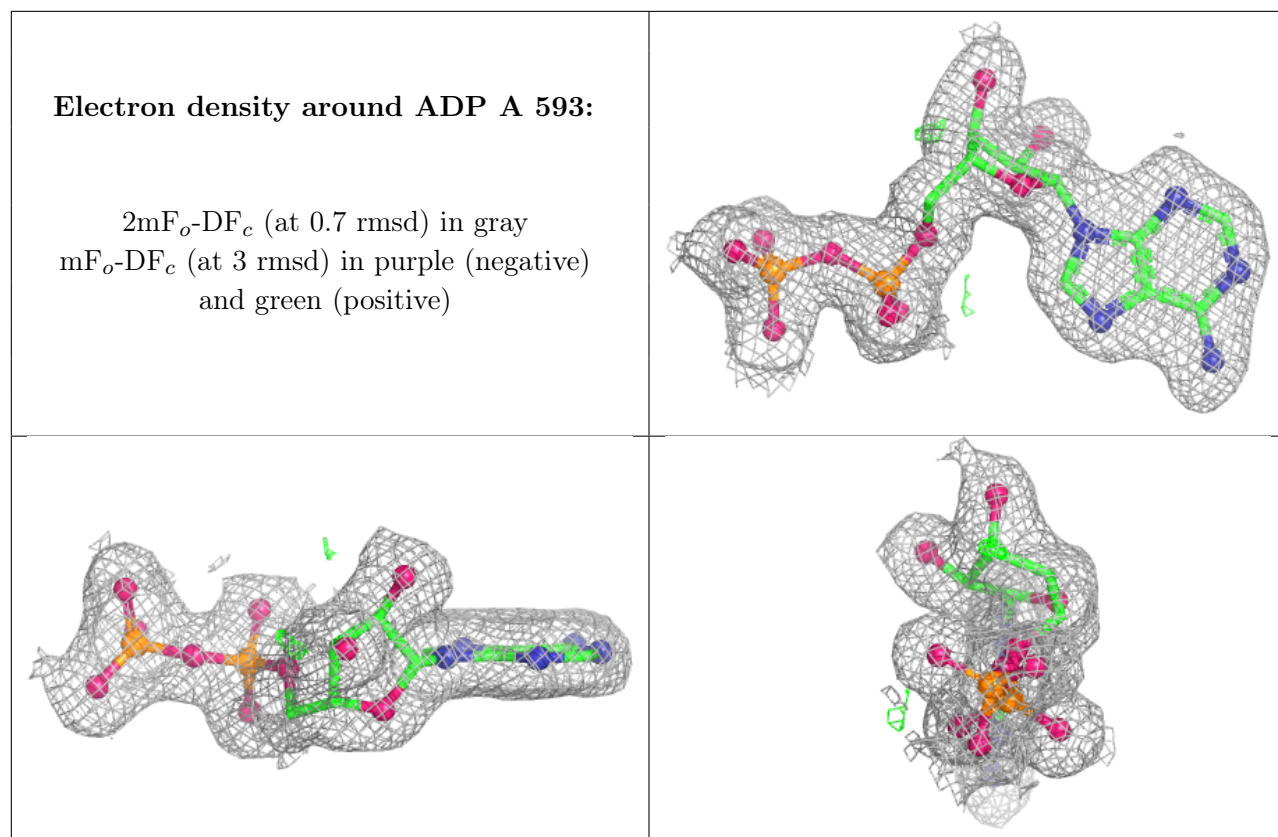 Electron density around ADP A 593:
2mFo-DFc (at 0.7 rmsd) in gray
mFo-DFc (at 3 rmsd) in purple (negative)
and green (positive)